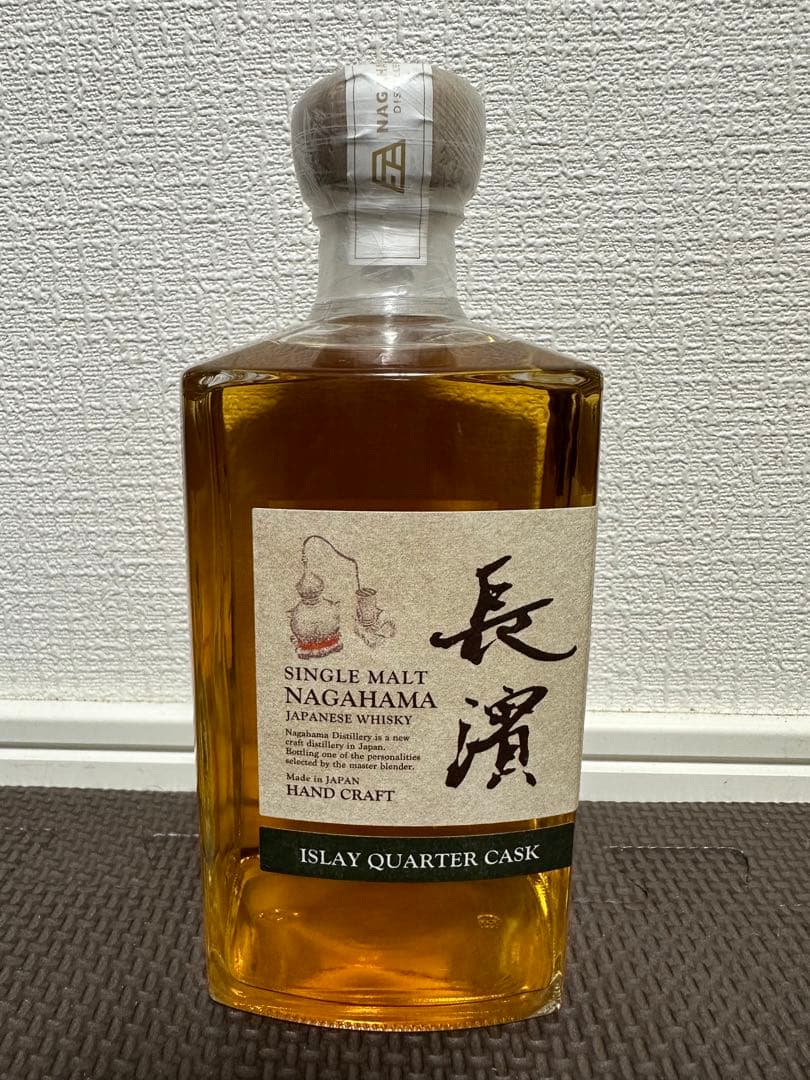 SINGLE MALT
NAGAHAMA
JAPANESE WHISKY
Nagahama Distillery is a new
craft distillery in Japan.
Bottling one of the personalities
selected by the master blender.
Made in JAPAN
HAND CRAFT
長濱
ISLAY QUARTER CASK